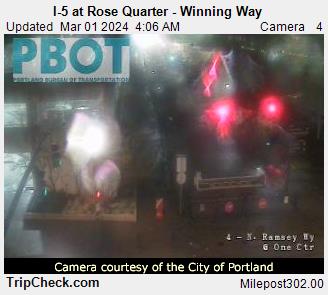 I-5 at Rose Quarter - Winning Way
Updated Mar 01 2024 4:06 AM Camera 4
PBOT
PORTLAND BUREAU OF TRANSPORTATION
4 - N. Ramsey Wy
@ One Ctr
Camera courtesy of the City of Portland
TripCheck.com Milepost302.00